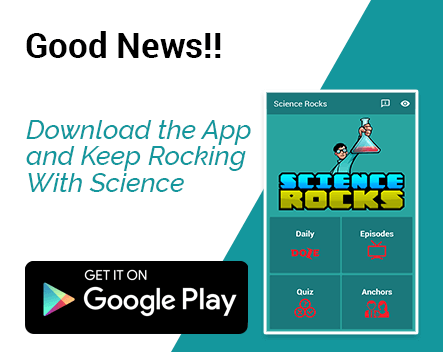 Good News!!
Download the App
and Keep Rocking
With Science
GET IT ON
Google Play
Science Rocks
SCIENCE
ROCKS
Daily
Episodes
Quiz
Anchors